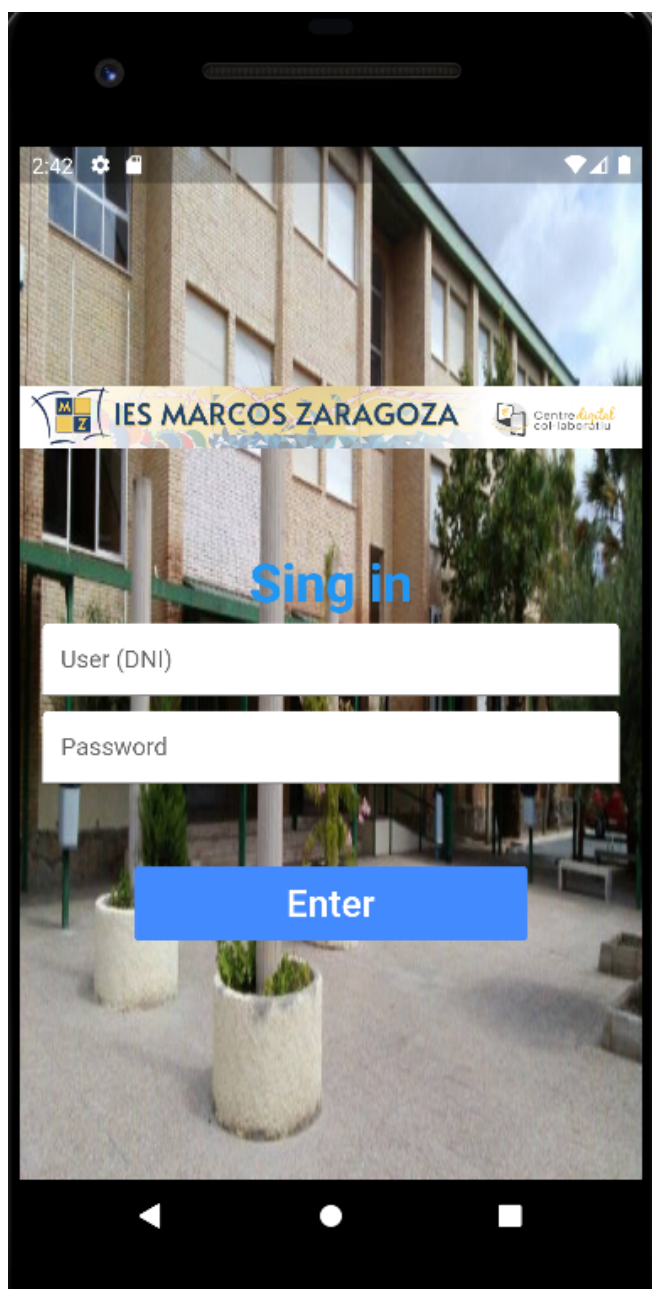 2:42
M
Z
IES MARCOS ZARAGOZA
Centre digital
col·laboratiu
Sing in
User (DNI)
Password
Enter